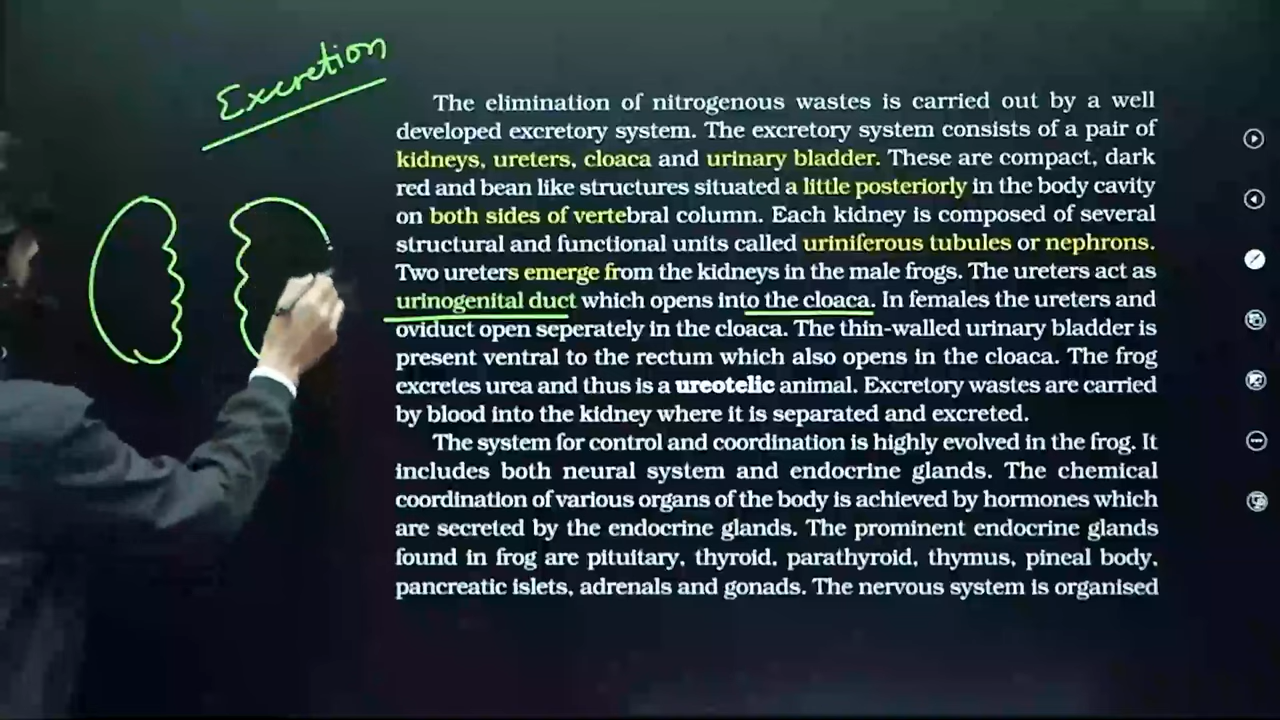 Excretion
The elimination of nitrogenous wastes is carried out by a well
developed excretory system. The excretory system consists of a pair of
kidneys, ureters, cloaca and urinary bladder. These are compact, dark
red and bean like structures situated a little posteriorly in the body cavity
on both sides of vertebral column. Each kidney is composed of several
structural and functional units called uriniferous tubules or nephrons.
Two ureters emerge from the kidneys in the male frogs. The ureters act as
urinogenital duct which opens into the cloaca. In females the ureters and
oviduct open seperately in the cloaca. The thin-walled urinary bladder is
present ventral to the rectum which also opens in the cloaca. The frog
excretes urea and thus is a ureotelic animal. Excretory wastes are carried
by blood into the kidney where it is separated and excreted.
The system for control and coordination is highly evolved in the frog. It
includes both neural system and endocrine glands. The chemical
coordination of various organs of the body is achieved by hormones which
are secreted by the endocrine glands. The prominent endocrine glands
found in frog are pituitary, thyroid, parathyroid, thymus, pineal body,
pancreatic islets, adrenals and gonads. The nervous system is organised